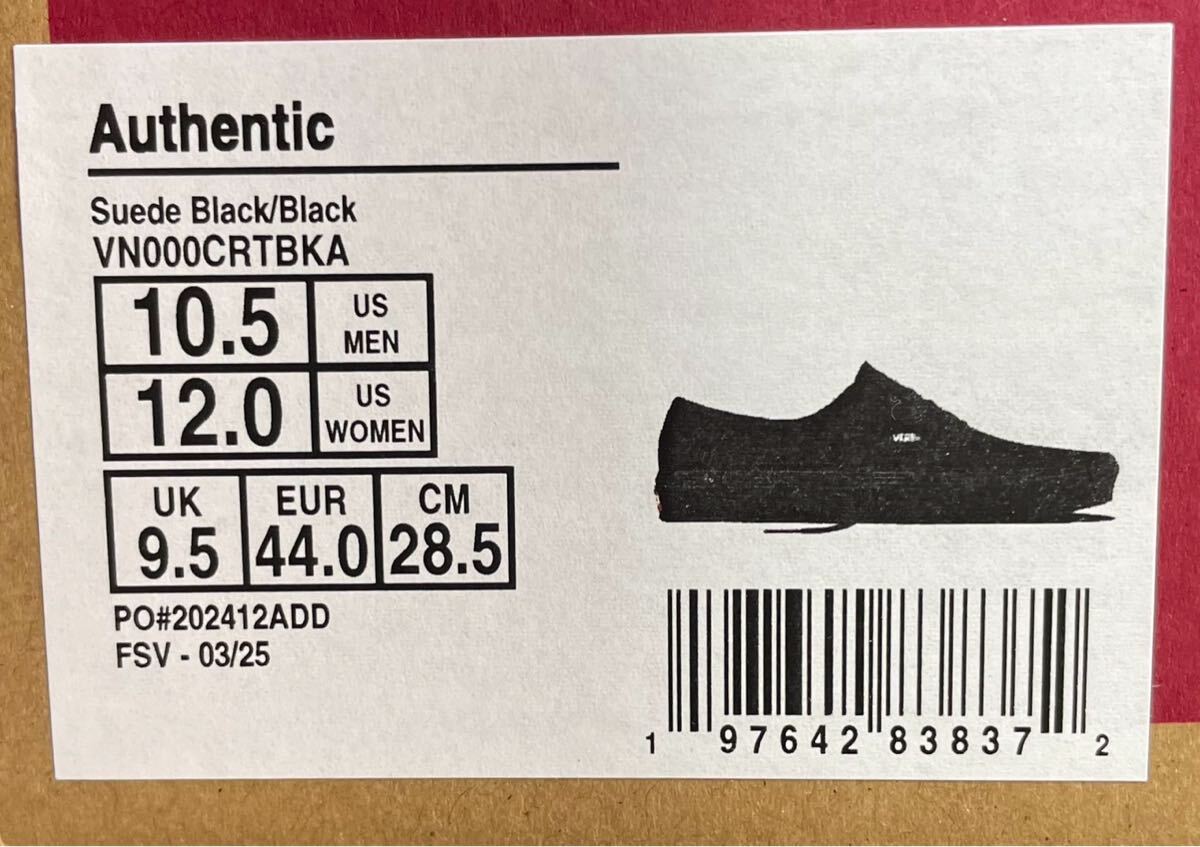 Authentic
Suede Black/Black
VN000CRTBKA
10.5 US MEN
12.0 US WOMEN
UK EUR CM
9.5 44.0 28.5
PO#202412ADD
FSV - 03/25
1 97642 83837 2